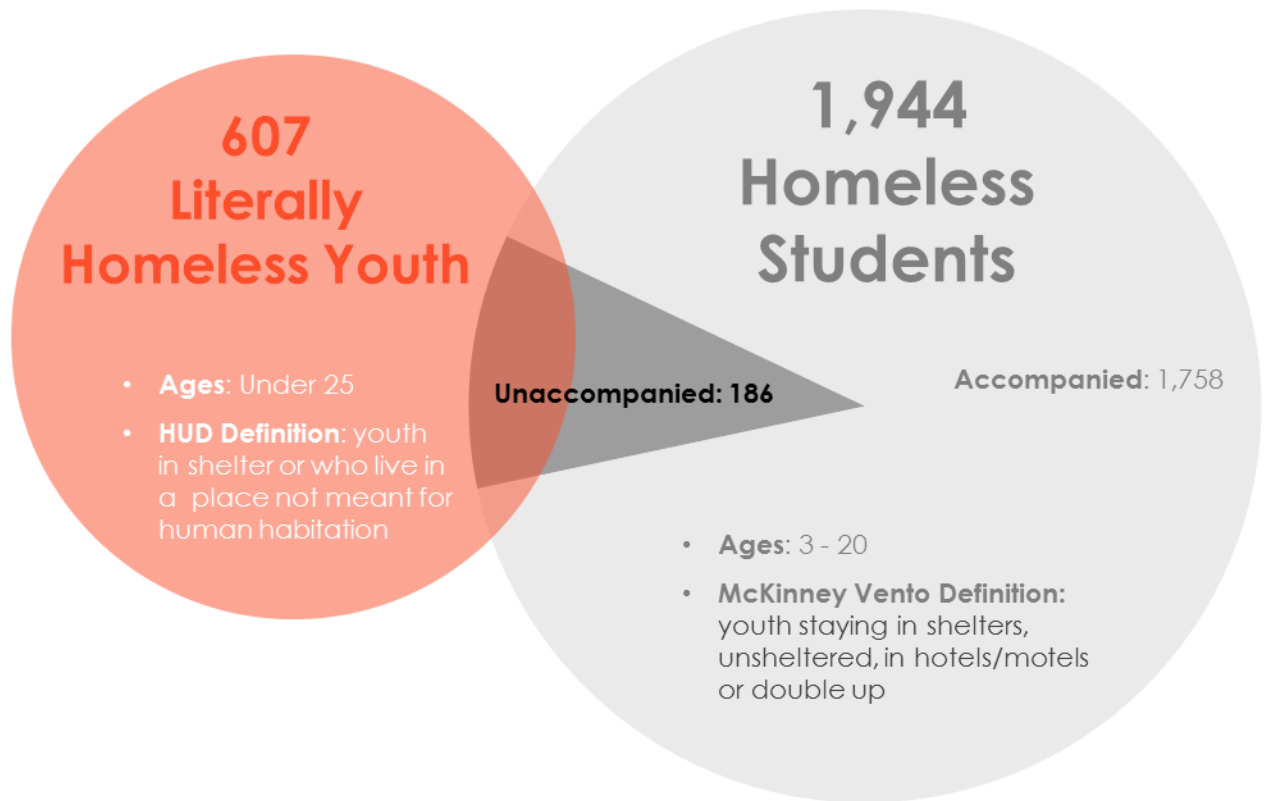 607
Literally
Homeless Youth
• Ages: Under 25
• HUD Definition: youth
in shelter or who live in
a place not meant for
human habitation
Unaccompanied: 186
1,944
Homeless
Students
Accompanied: 1,758
• Ages: 3 - 20
• McKinney Vento Definition:
youth staying in shelters,
unsheltered, in hotels/motels
or double up